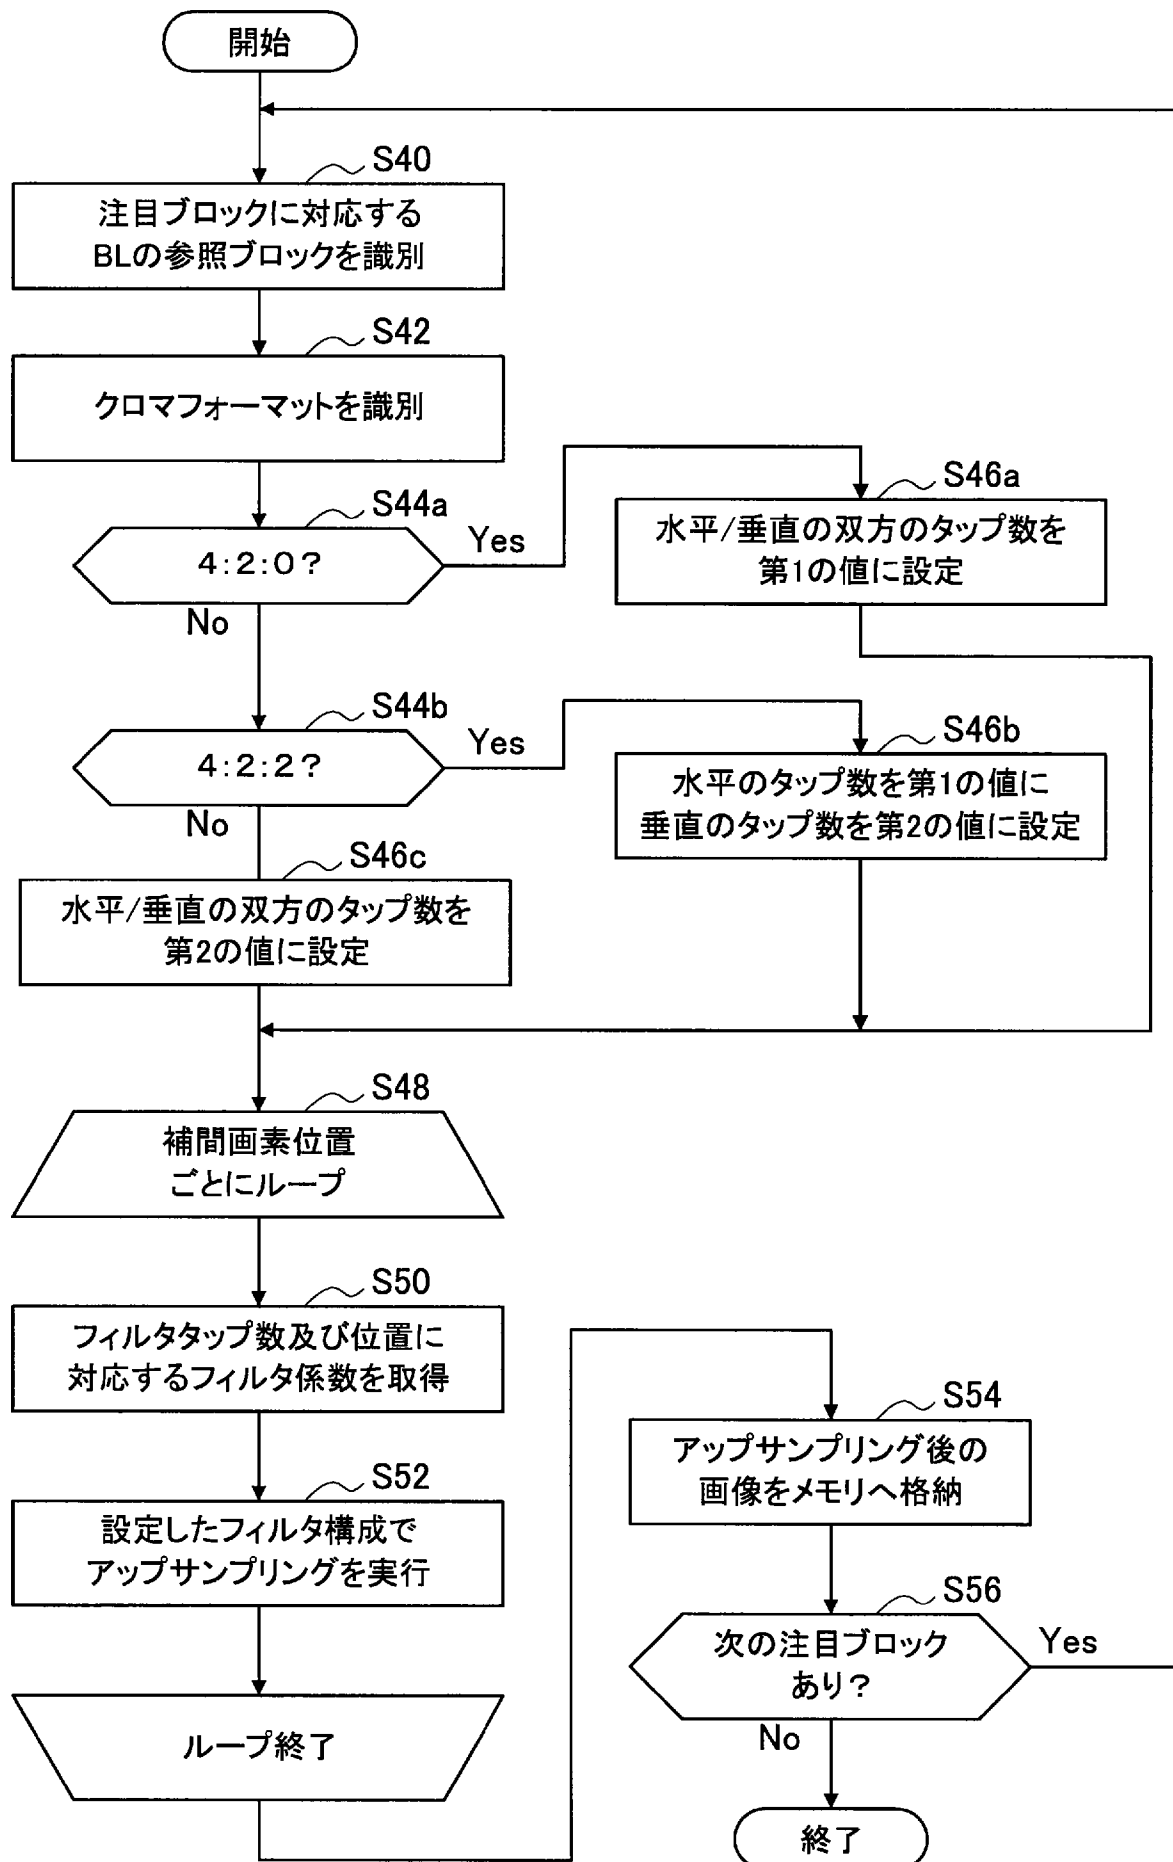 開始
S40
注目ブロックに対応する
BLの参照ブロックを識別
S42
クロマフォーマットを識別
S44a
4:2:0?
Yes
No
S46a
水平/垂直の双方のタップ数を
第1の値に設定
S44b
4:2:2?
Yes
No
S46b
水平のタップ数を第1の値に
垂直のタップ数を第2の値に設定
S46c
水平/垂直の双方のタップ数を
第2の値に設定
S48
補間画素位置
ごとにループ
S50
フィルタタップ数及び位置に
対応するフィルタ係数を取得
S52
設定したフィルタ構成で
アップサンプリングを実行
ループ終了
S54
アップサンプリング後の
画像をメモリへ格納
S56
次の注目ブロック
あり?
Yes
No
終了